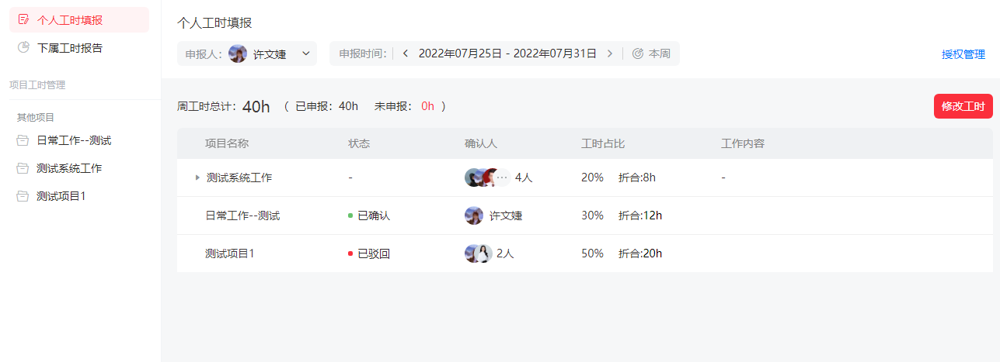 个人工时填报
下属工时报告
项目工时管理
其他项目
日常工作--测试
测试系统工作
测试项目1
个人工时填报
申报人： 许文婕 申报时间： 2022年07月25日 - 2022年07月31日 本周 授权管理
周工时总计：40h （ 已申报：40h 未申报： 0h ） 修改工时
项目名称 状态 确认人 工时占比 工作内容
测试系统工作 - 4人 20% 折合:8h -
日常工作--测试 已确认 许文婕 30% 折合:12h
测试项目1 已驳回 2人 50% 折合:20h